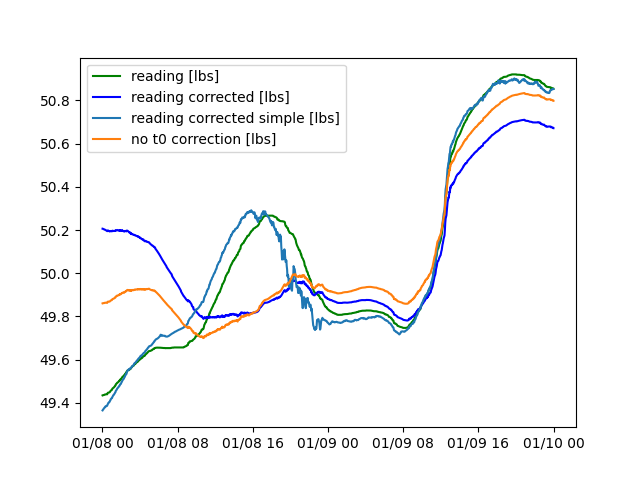 reading [lbs]
reading corrected [lbs]
reading corrected simple [lbs]
no t0 correction [lbs]
50.8
50.6
50.4
50.2
50.0
49.8
49.6
49.4
01/08 00 01/08 08 01/08 16 01/09 00 01/09 08 01/09 16 01/10 00